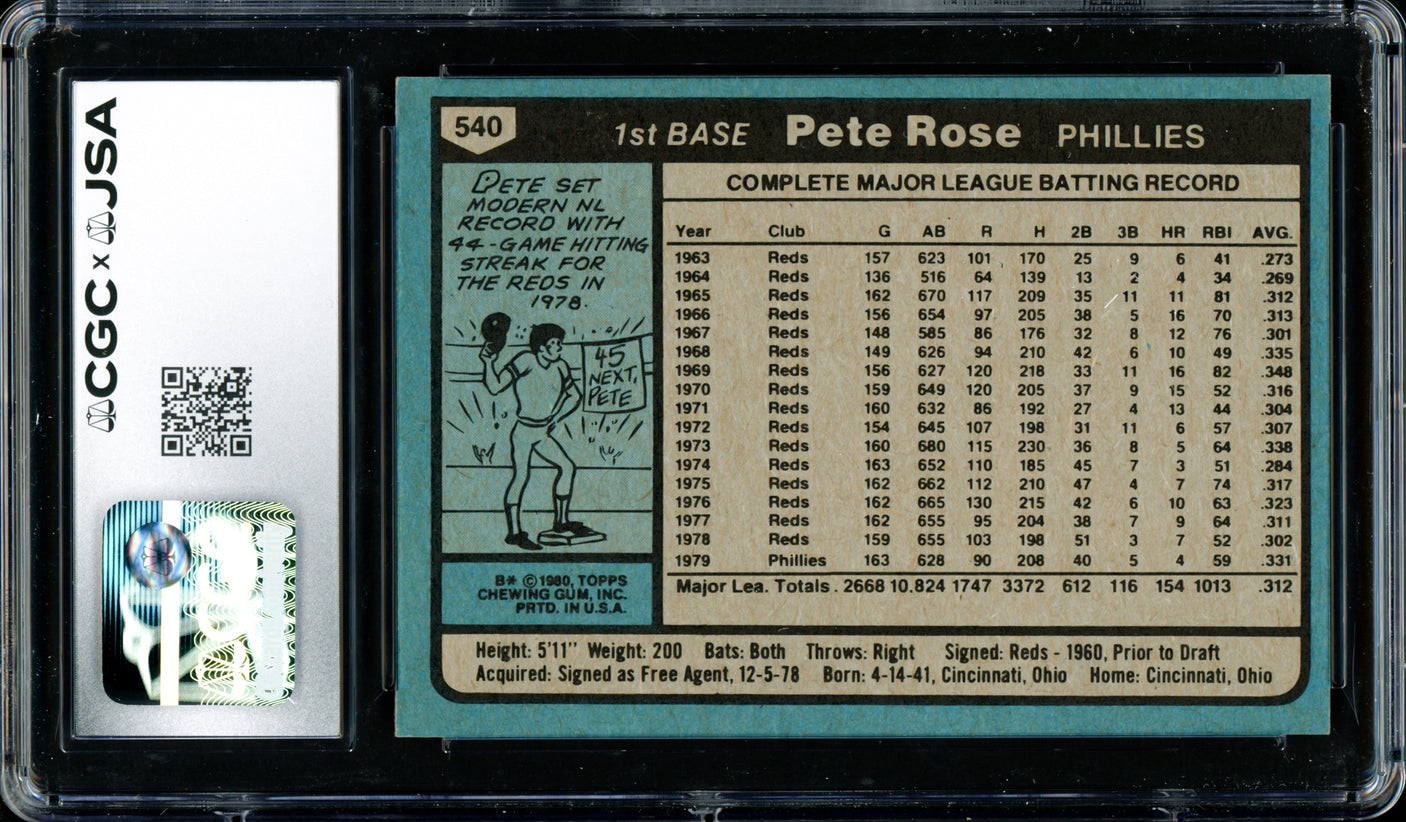 CGC x JSA
540 1st BASE Pete Rose PHILLIES
PETE SET
MODERN NL
RECORD WITH
44-GAME HITTING
STREAK FOR
THE REDS IN
1978.
45
NEXT,
PETE
B* © 1980, TOPPS
CHEWING GUM, INC.
PRTD. IN U.S.A.
COMPLETE MAJOR LEAGUE BATTING RECORD
Year Club G AB R H 2B 3B HR RBI AVG.
1963 Reds 157 623 101 170 25 9 6 41 .273
1964 Reds 136 516 64 139 13 2 4 34 .269
1965 Reds 162 670 117 209 35 11 11 81 .312
1966 Reds 156 654 97 205 38 5 16 70 .313
1967 Reds 148 585 86 176 32 8 12 76 .301
1968 Reds 149 626 94 210 42 6 10 49 .335
1969 Reds 156 627 120 218 33 11 16 82 .348
1970 Reds 159 649 120 205 37 9 15 52 .316
1971 Reds 160 632 86 192 27 4 13 44 .304
1972 Reds 154 645 107 198 31 11 6 57 .307
1973 Reds 160 680 115 230 36 8 5 64 .338
1974 Reds 163 652 110 185 45 7 3 51 .284
1975 Reds 162 662 112 210 47 4 7 74 .317
1976 Reds 162 665 130 215 42 6 10 63 .323
1977 Reds 162 655 95 204 38 7 9 64 .311
1978 Reds 159 655 103 198 51 3 7 52 .302
1979 Phillies 163 628 90 208 40 5 4 59 .331
Major Lea. Totals . 2668 10.824 1747 3372 612 116 154 1013 .312
Height: 5'11" Weight: 200 Bats: Both Throws: Right Signed: Reds - 1960, Prior to Draft
Acquired: Signed as Free Agent, 12-5-78 Born: 4-14-41, Cincinnati, Ohio Home: Cincinnati, Ohio